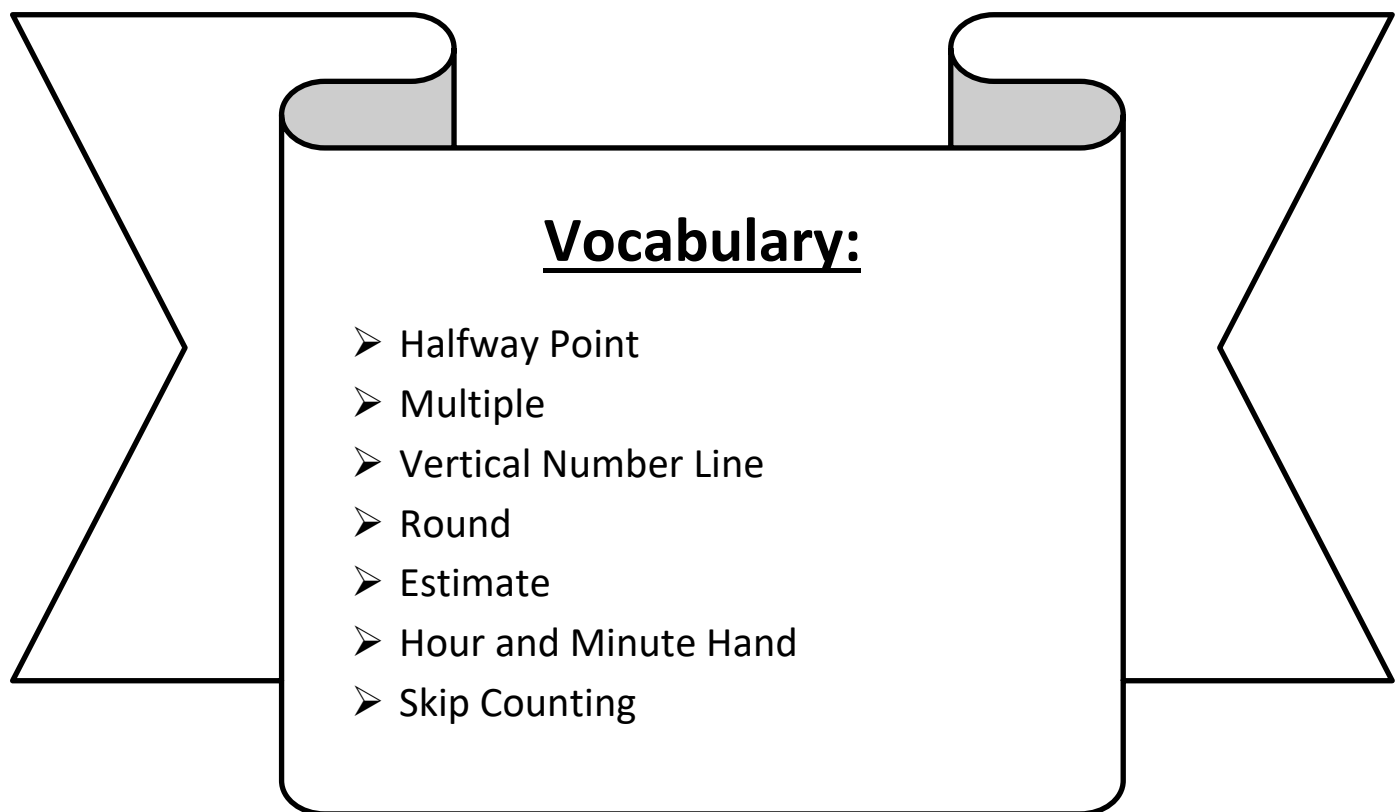 Vocabulary:
➢ Halfway Point
➢ Multiple
➢ Vertical Number Line
➢ Round
➢ Estimate
➢ Hour and Minute Hand
➢ Skip Counting